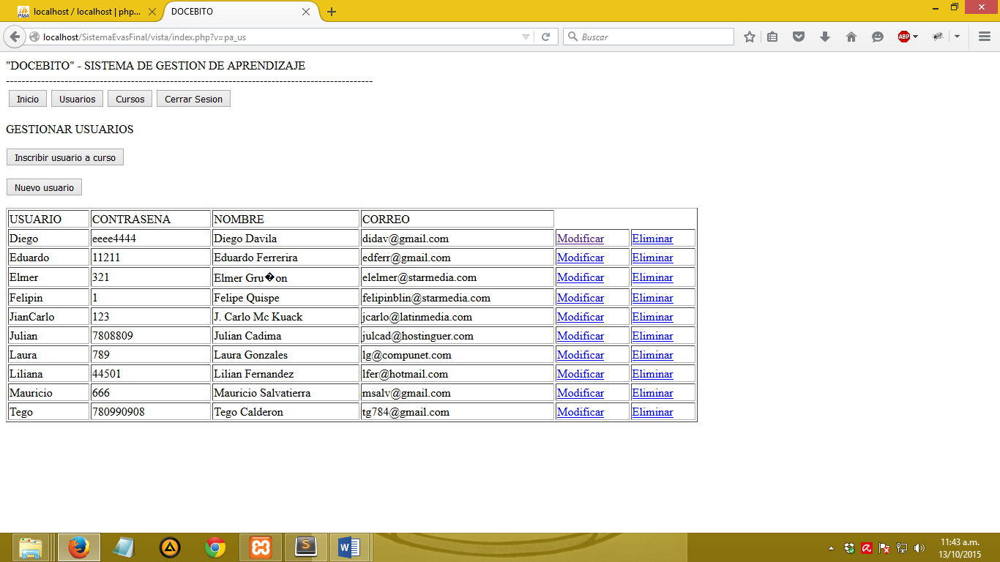 localhost / localhost | php...
DOCEBITO
localhost/SistemaEvasFinal/vista/index.php?v=pa_us
Buscar
ABP
"DOCEBITO" - SISTEMA DE GESTION DE APRENDIZAJE
----------------------------------------------------------------------------------------------------
Inicio Usuarios Cursos Cerrar Sesion
GESTIONAR USUARIOS
Inscribir usuario a curso
Nuevo usuario
USUARIO CONTRASENA NOMBRE CORREO
Diego eeee4444 Diego Davila didav@gmail.com Modificar Eliminar
Eduardo 11211 Eduardo Ferrerira edferr@gmail.com Modificar Eliminar
Elmer 321 Elmer Gru�on elelmer@starmedia.com Modificar Eliminar
Felipin 1 Felipe Quispe felipinblin@starmedia.com Modificar Eliminar
JianCarlo 123 J. Carlo Mc Kuack jcarlo@latinmedia.com Modificar Eliminar
Julian 7808809 Julian Cadima julcad@hostinguer.com Modificar Eliminar
Laura 789 Laura Gonzales lg@compunet.com Modificar Eliminar
Liliana 44501 Lilian Fernandez lfer@hotmail.com Modificar Eliminar
Mauricio 666 Mauricio Salvatierra msalv@gmail.com Modificar Eliminar
Tego 780990908 Tego Calderon tg784@gmail.com Modificar Eliminar
11:43 a.m.
13/10/2015